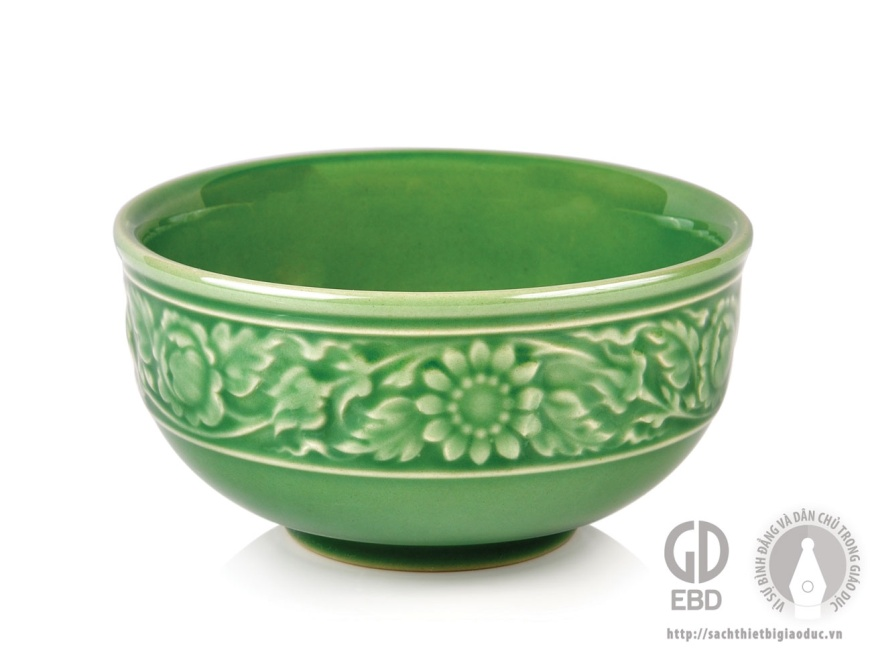 GD
EBD
VÌ SỰ BÌNH ĐẲNG VÀ DÂN CHỦ TRONG GIÁO DỤC
http://sachthietbigiaoduc.vn